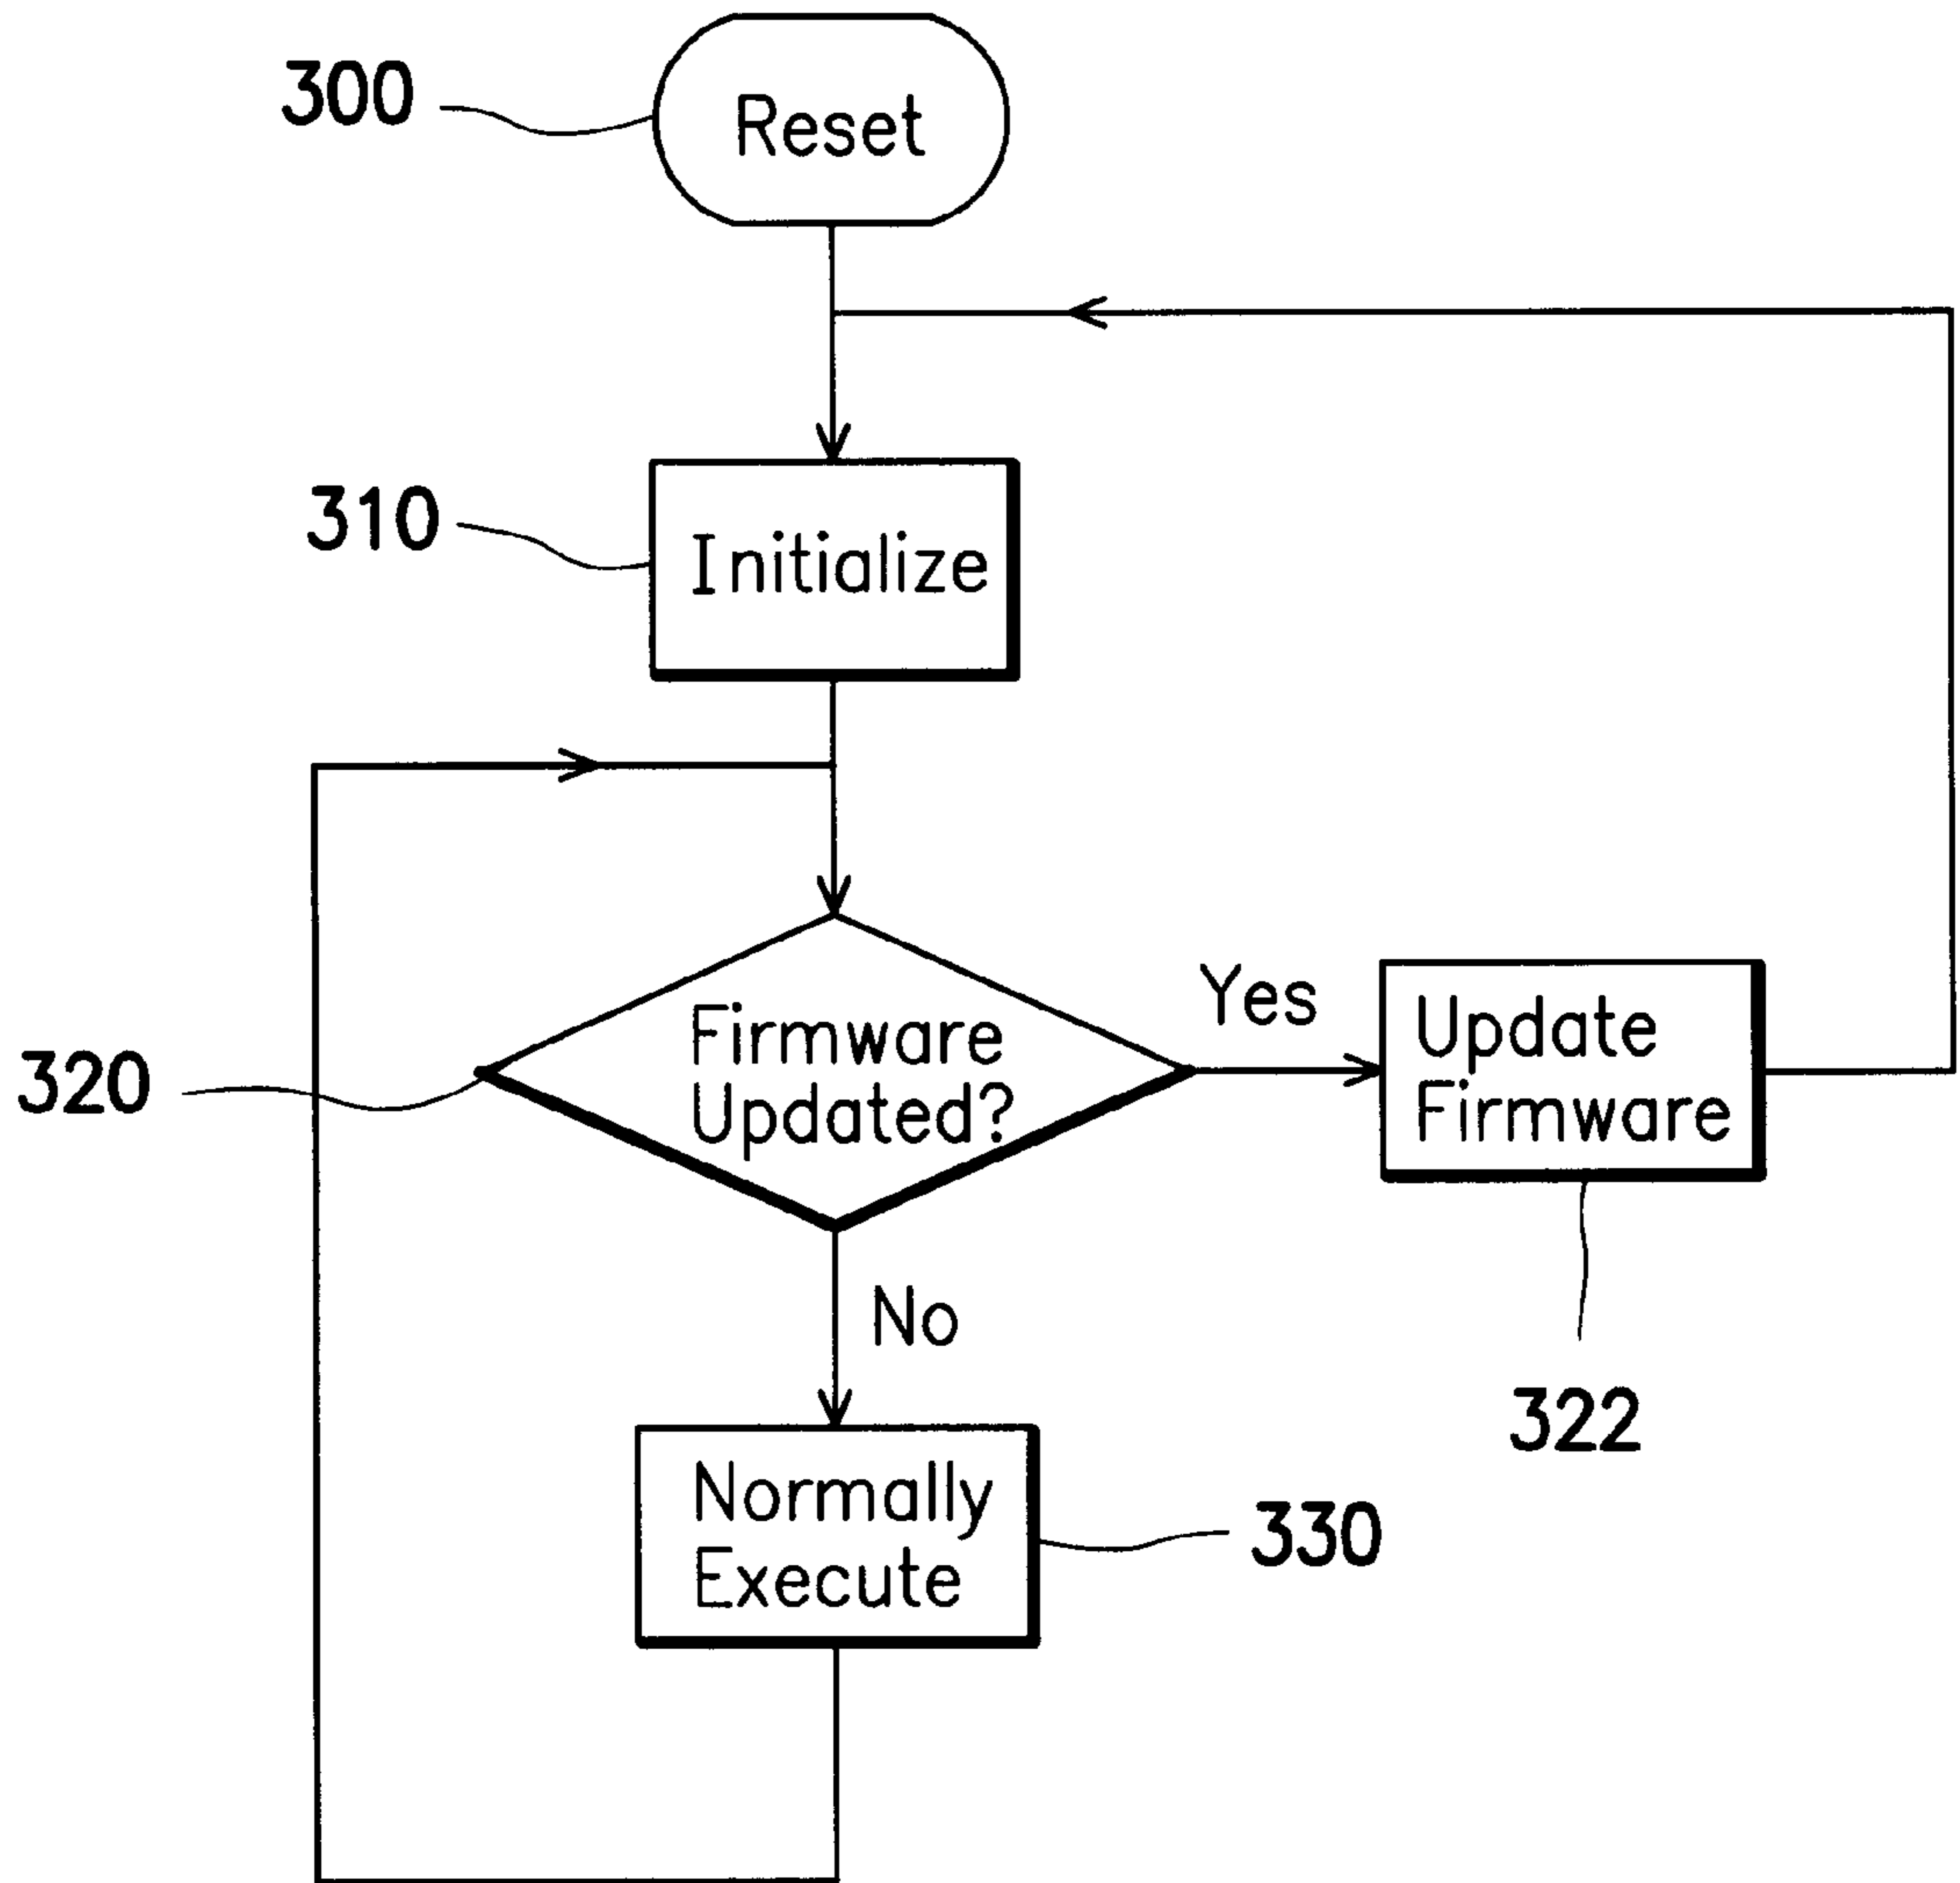 300
Reset
310
Initialize
320
Firmware
Updated?
Yes
Update
Firmware
322
No
Normally
Execute
330